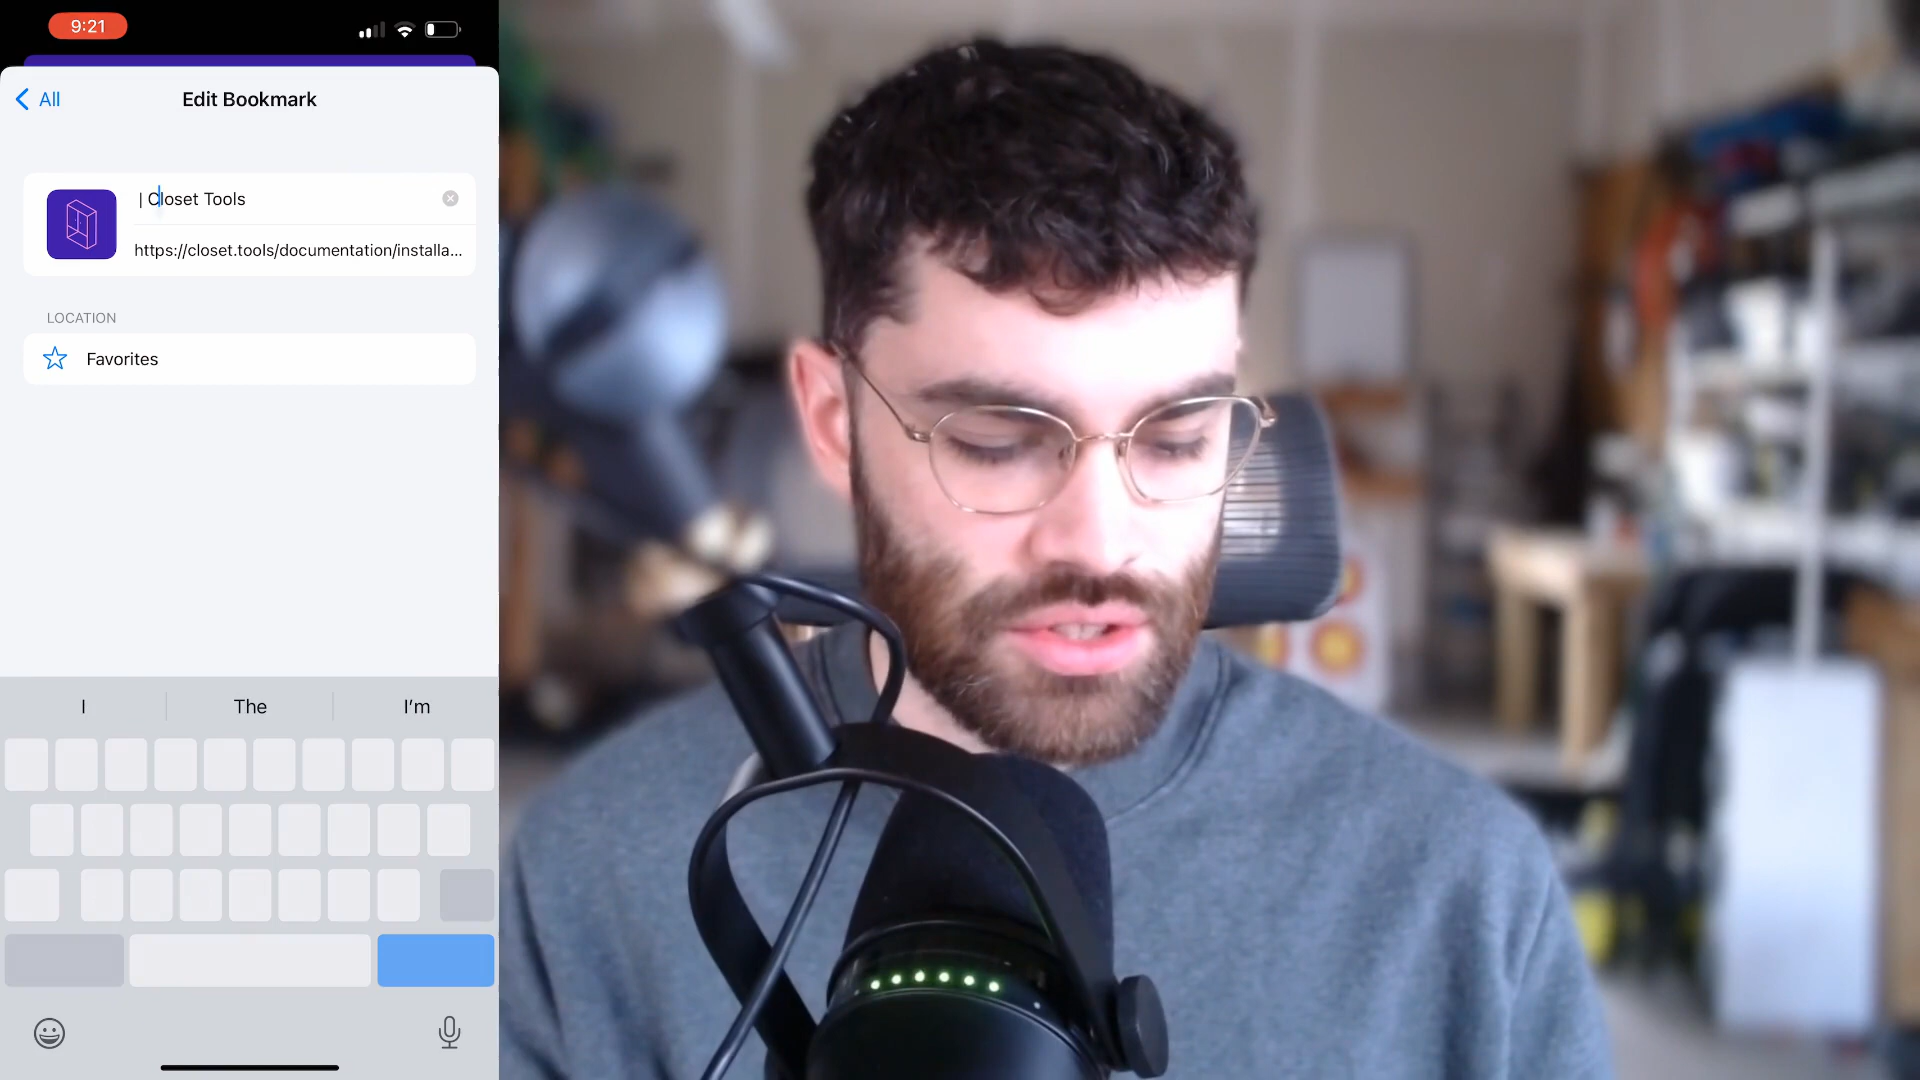 9:21
All
Edit Bookmark
| Closet Tools
https://closet.tools/documentation/installa...
LOCATION
Favorites
I
The
I'm